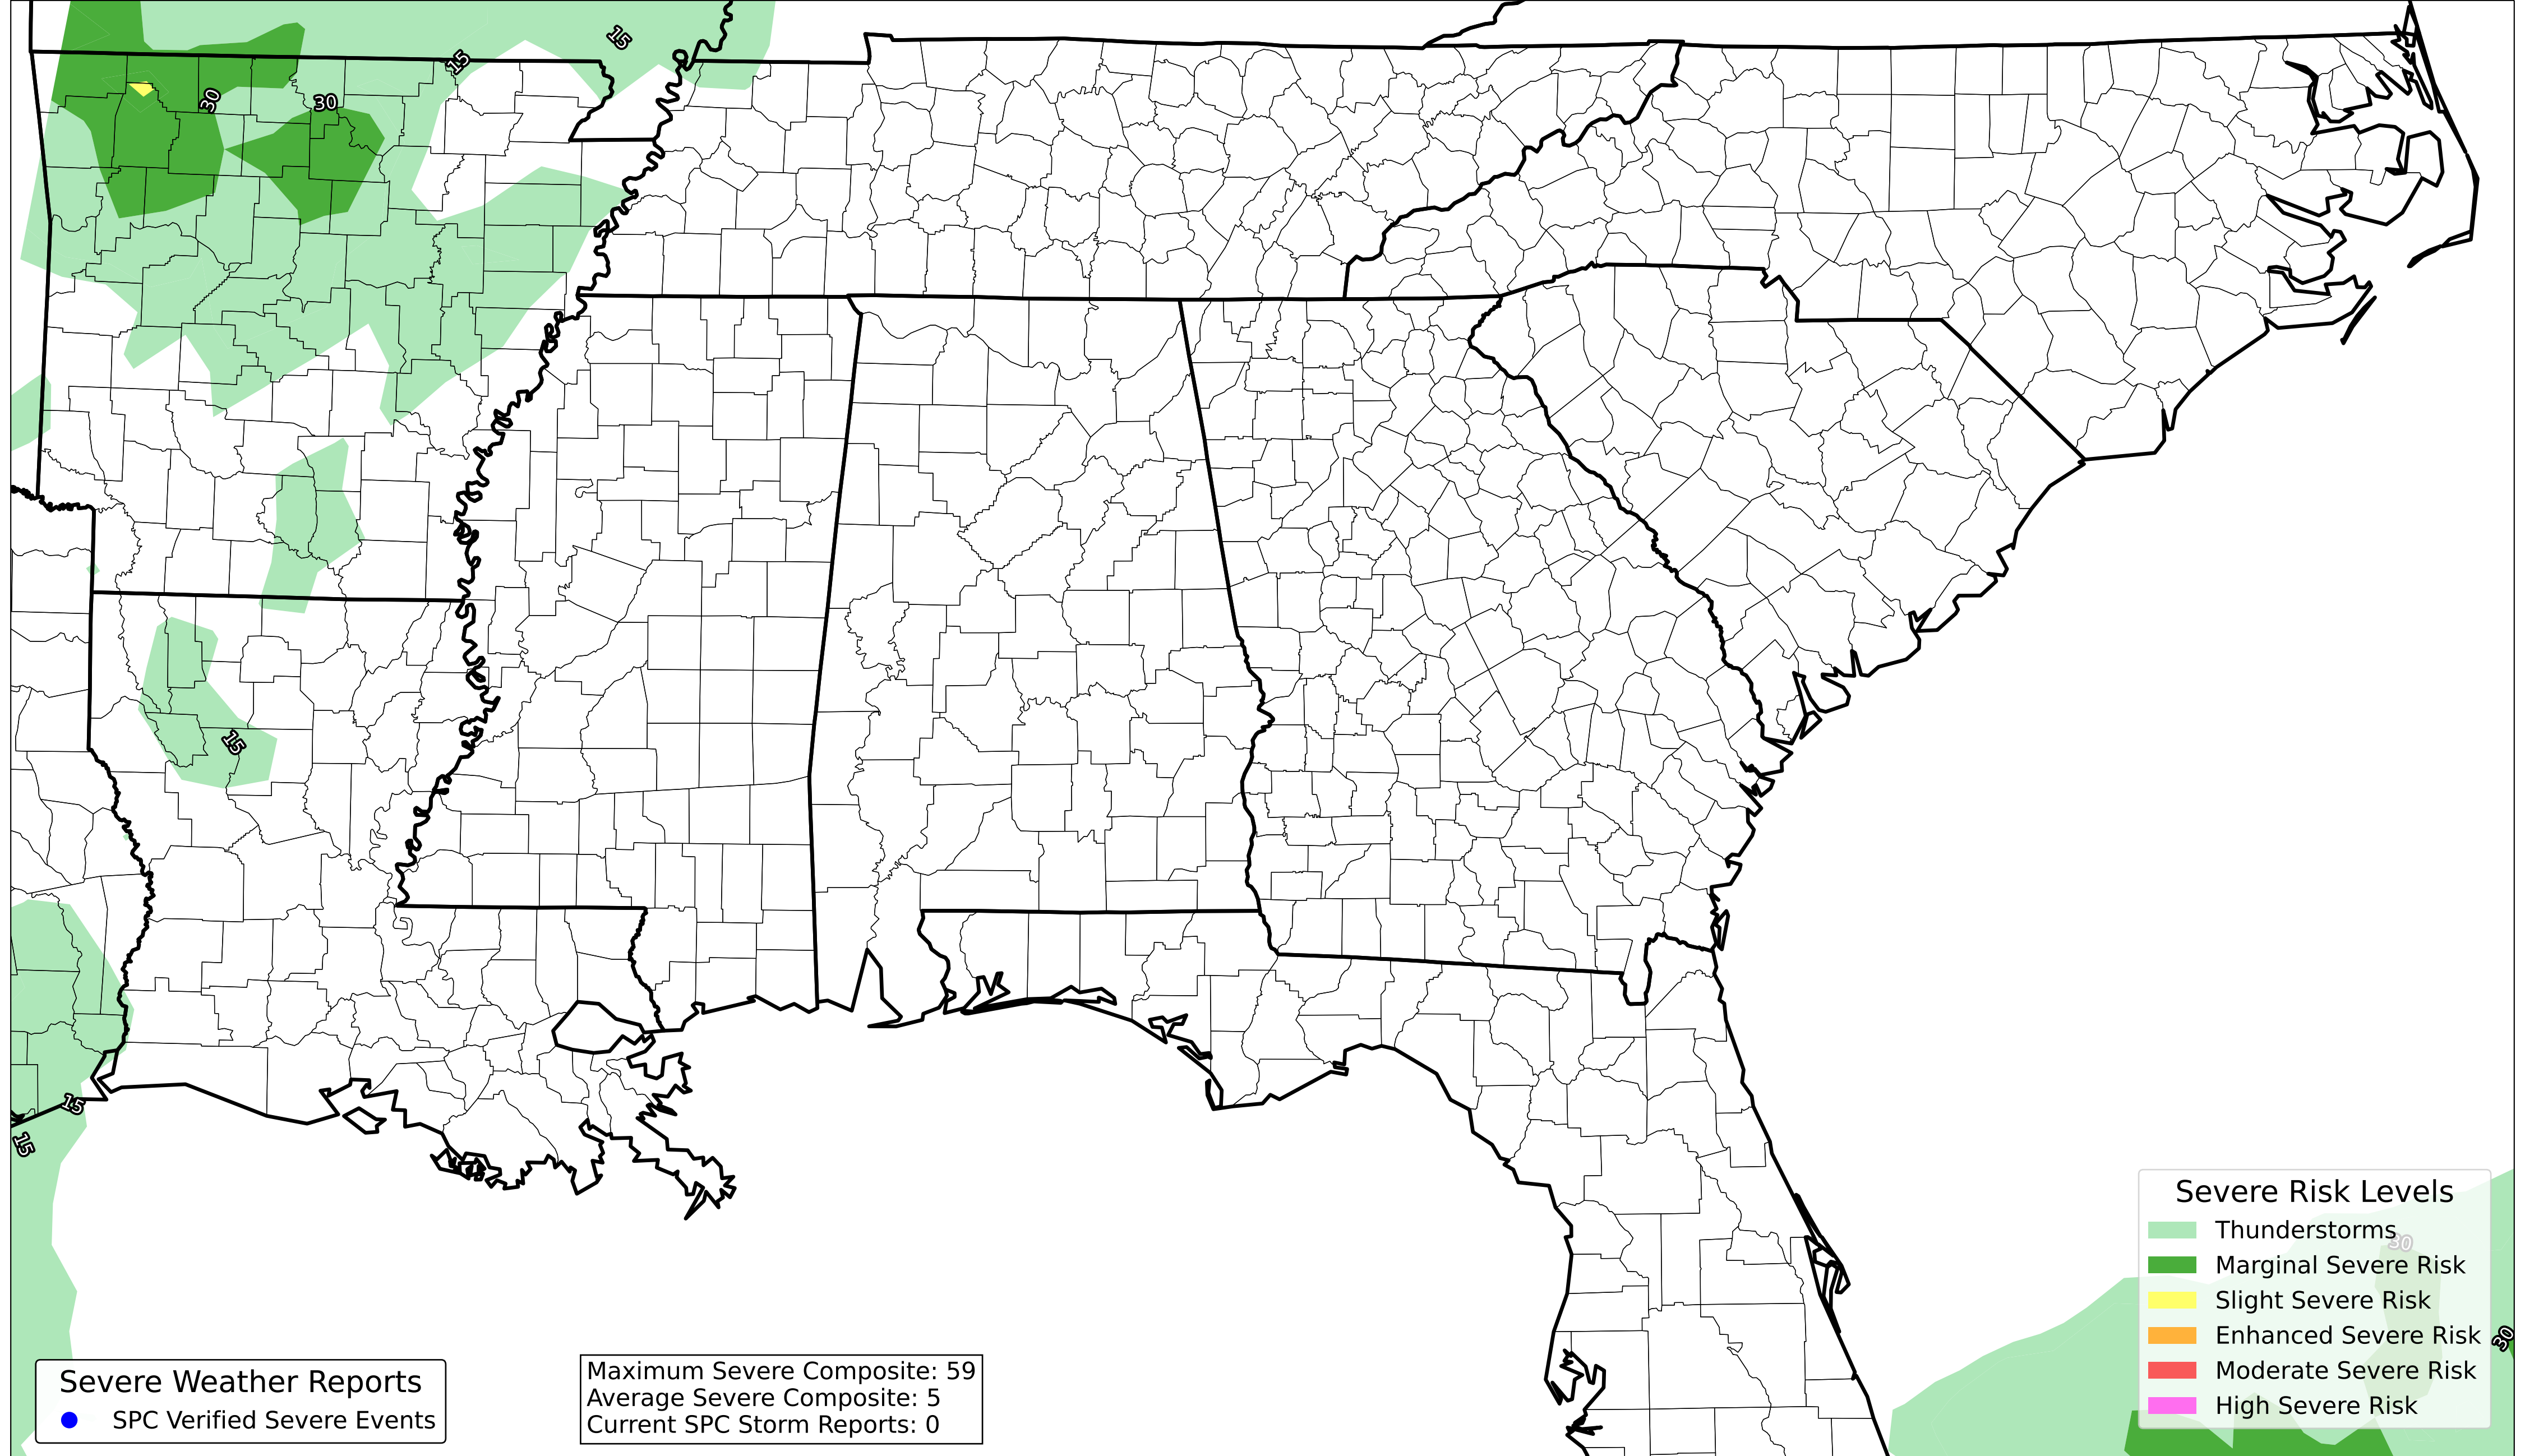 15
15
30
30
15
15
15
Severe Risk Levels
Thunderstorms
30
Marginal Severe Risk
Slight Severe Risk
Enhanced Severe Risk
30
Moderate Severe Risk
High Severe Risk
Severe Weather Reports
SPC Verified Severe Events
Maximum Severe Composite: 59
Average Severe Composite: 5
Current SPC Storm Reports: 0